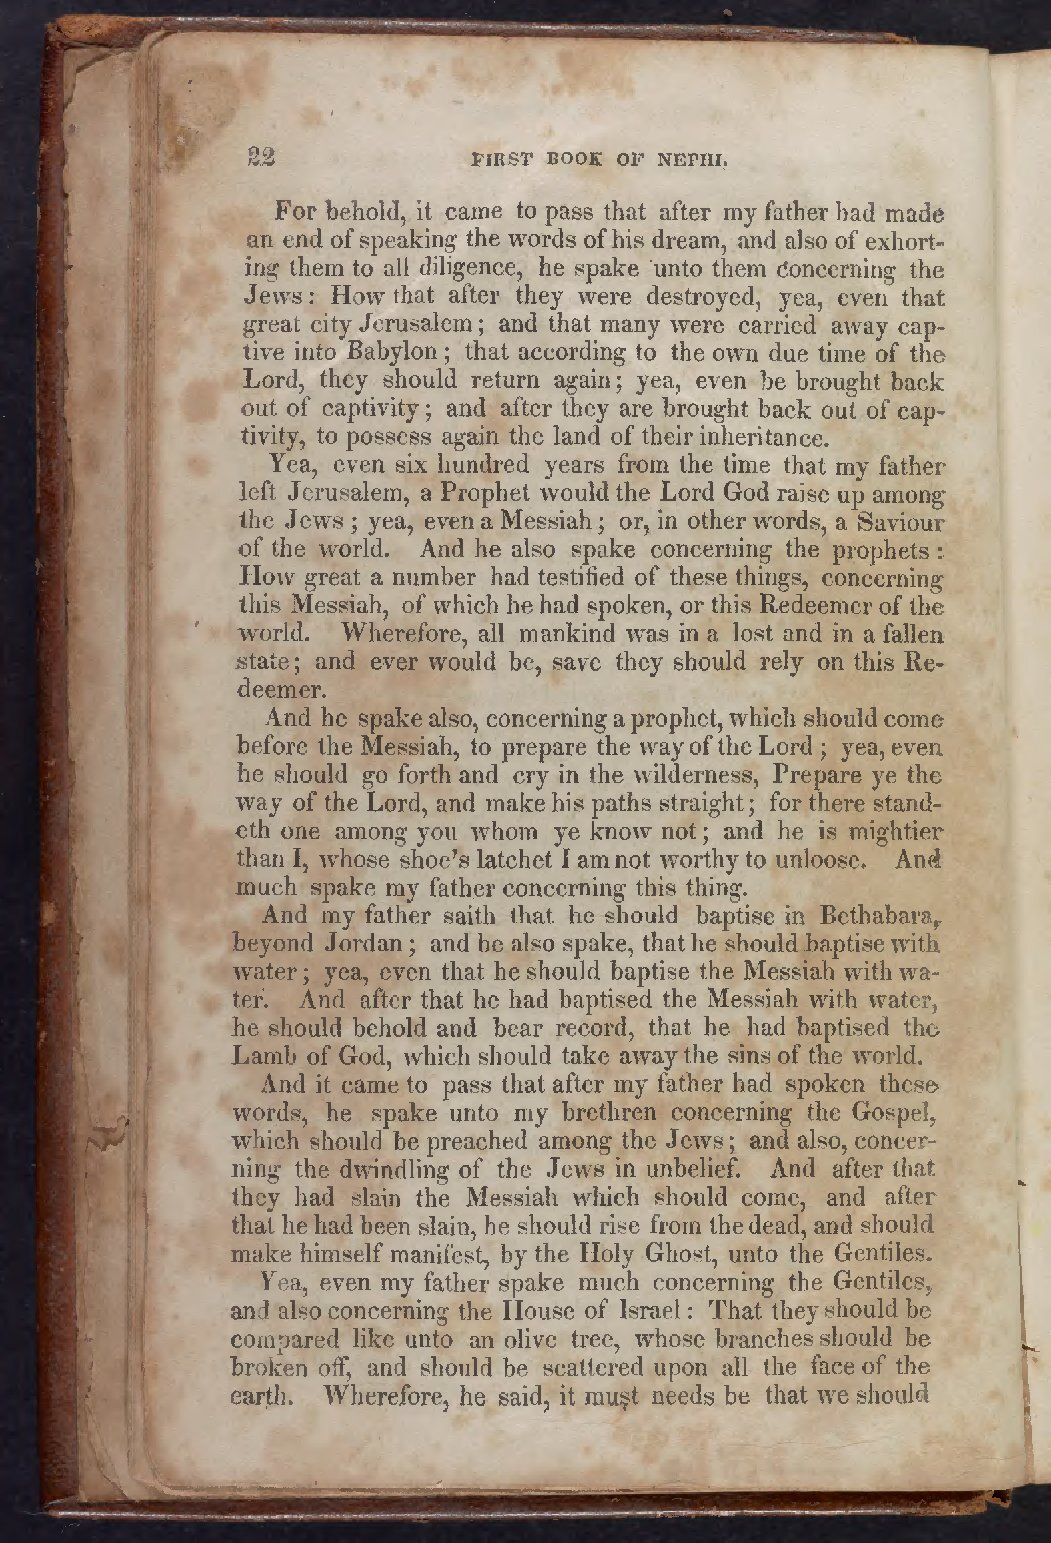 22 FIRST BOOK OF NEPHI.
For behold, it came to pass that after my father had made
an end of speaking the words of his dream, and also of exhort-
ing them to all diligence, he spake unto them concerning the
Jews: How that after they were destroyed, yea, even that
great city Jerusalem; and that many were carried away cap-
tive into Babylon; that according to the own due time of the
Lord, they should return again; yea, even be brought back
out of captivity; and after they are brought back out of cap-
tivity, to possess again the land of their inheritance.
Yea, even six hundred years from the time that my father
left Jerusalem, a Prophet would the Lord God raise up among
the Jews; yea, even a Messiah; or, in other words, a Saviour
of the world. And he also spake concerning the prophets:
How great a number had testified of these things, concerning
this Messiah, of which he had spoken, or this Redeemer of the
world. Wherefore, all mankind was in a lost and in a fallen
state; and ever would be, save they should rely on this Re-
deemer.
And he spake also, concerning a prophet, which should come
before the Messiah, to prepare the way of the Lord; yea, even
he should go forth and cry in the wilderness, Prepare ye the
way of the Lord, and make his paths straight; for there stand-
eth one among you whom ye know not; and he is mightier
than I, whose shoe's latchet I am not worthy to unloose. And
much spake my father concerning this thing.
And my father saith that he should baptise in Bethabara,
beyond Jordan; and he also spake, that he should baptise with
water; yea, even that he should baptise the Messiah with wa-
ter. And after that he had baptised the Messiah with water,
he should behold and bear record, that he had baptised the
Lamb of God, which should take away the sins of the world.
And it came to pass that after my father had spoken these
words, he spake unto my brethren concerning the Gospel,
which should be preached among the Jews; and also, concer-
ning the dwindling of the Jews in unbelief. And after that
they had slain the Messiah which should come, and after
that he had been slain, he should rise from the dead, and should
make himself manifest, by the Holy Ghost, unto the Gentiles.
Yea, even my father spake much concerning the Gentiles,
and also concerning the House of Israel: That they should be
compared like unto an olive tree, whose branches should be
broken off, and should be scattered upon all the face of the
earth. Wherefore, he said, it must needs be that we should